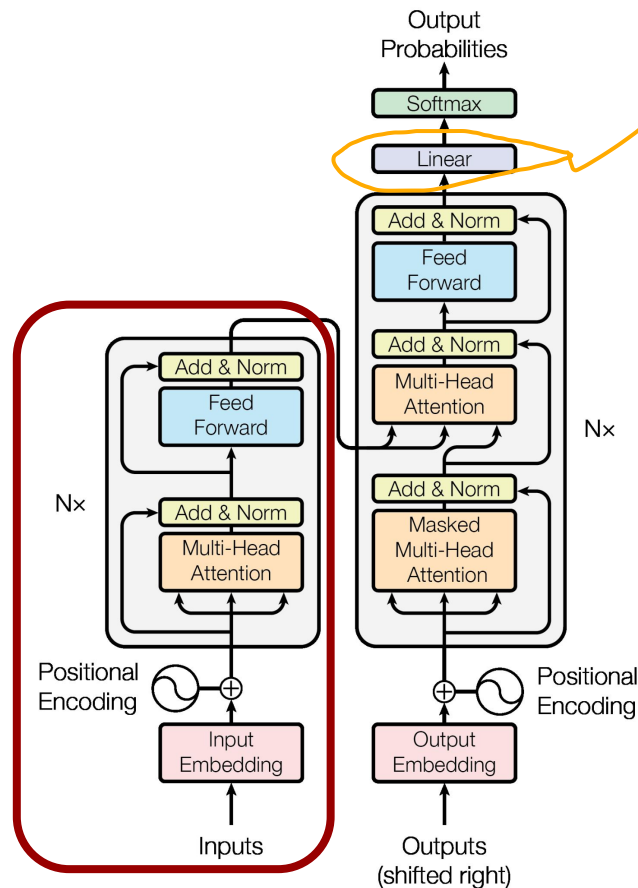 Output
Probabilities
Softmax
Linear
Add & Norm
Feed
Forward
Add & Norm
Multi-Head
Attention
Add & Norm
Masked
Multi-Head
Attention
Nx
Positional
Encoding
Output
Embedding
Outputs
(shifted right)
Add & Norm
Feed
Forward
Add & Norm
Multi-Head
Attention
N×
Positional
Encoding
Input
Embedding
Inputs